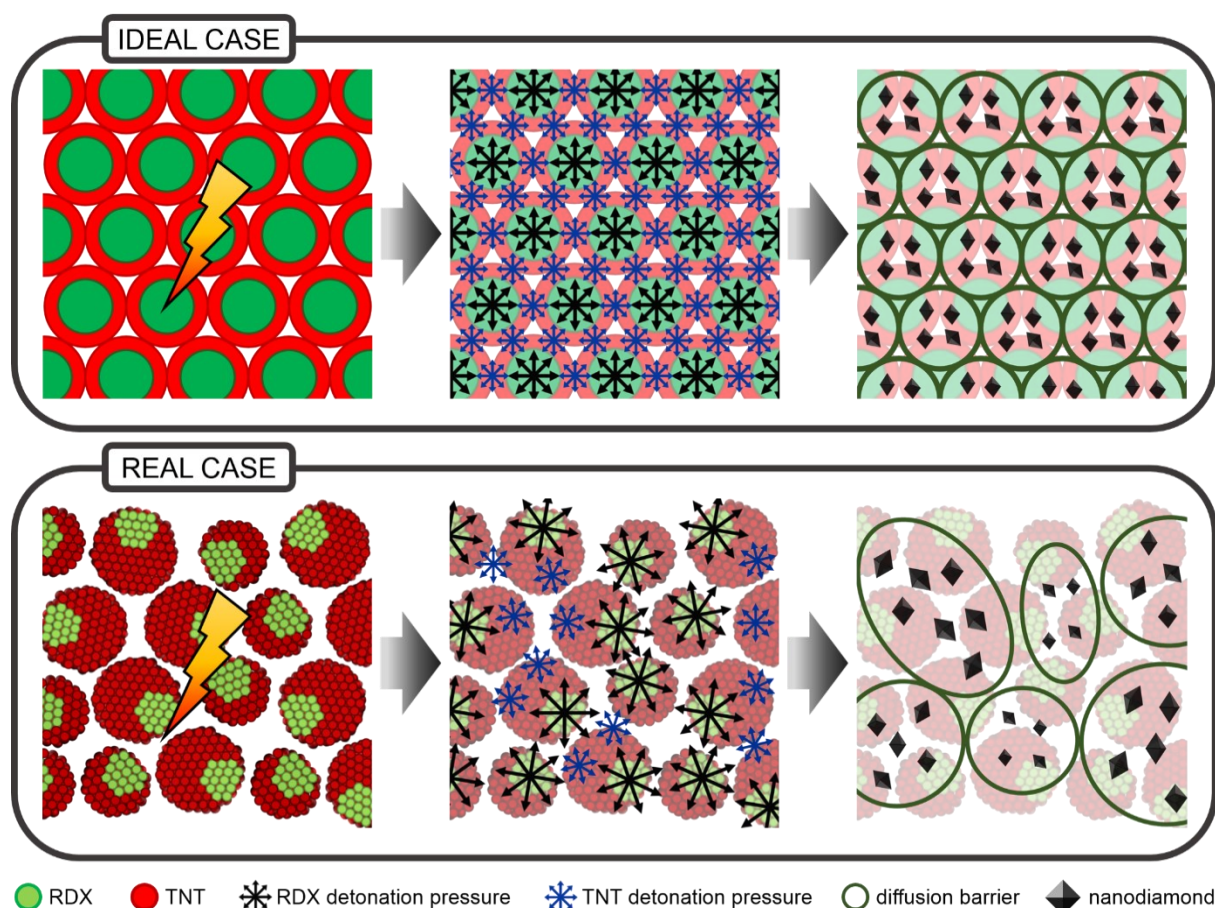 IDEAL CASE
REAL CASE
RDX TNT RDX detonation pressure TNT detonation pressure diffusion barrier nanodiamond